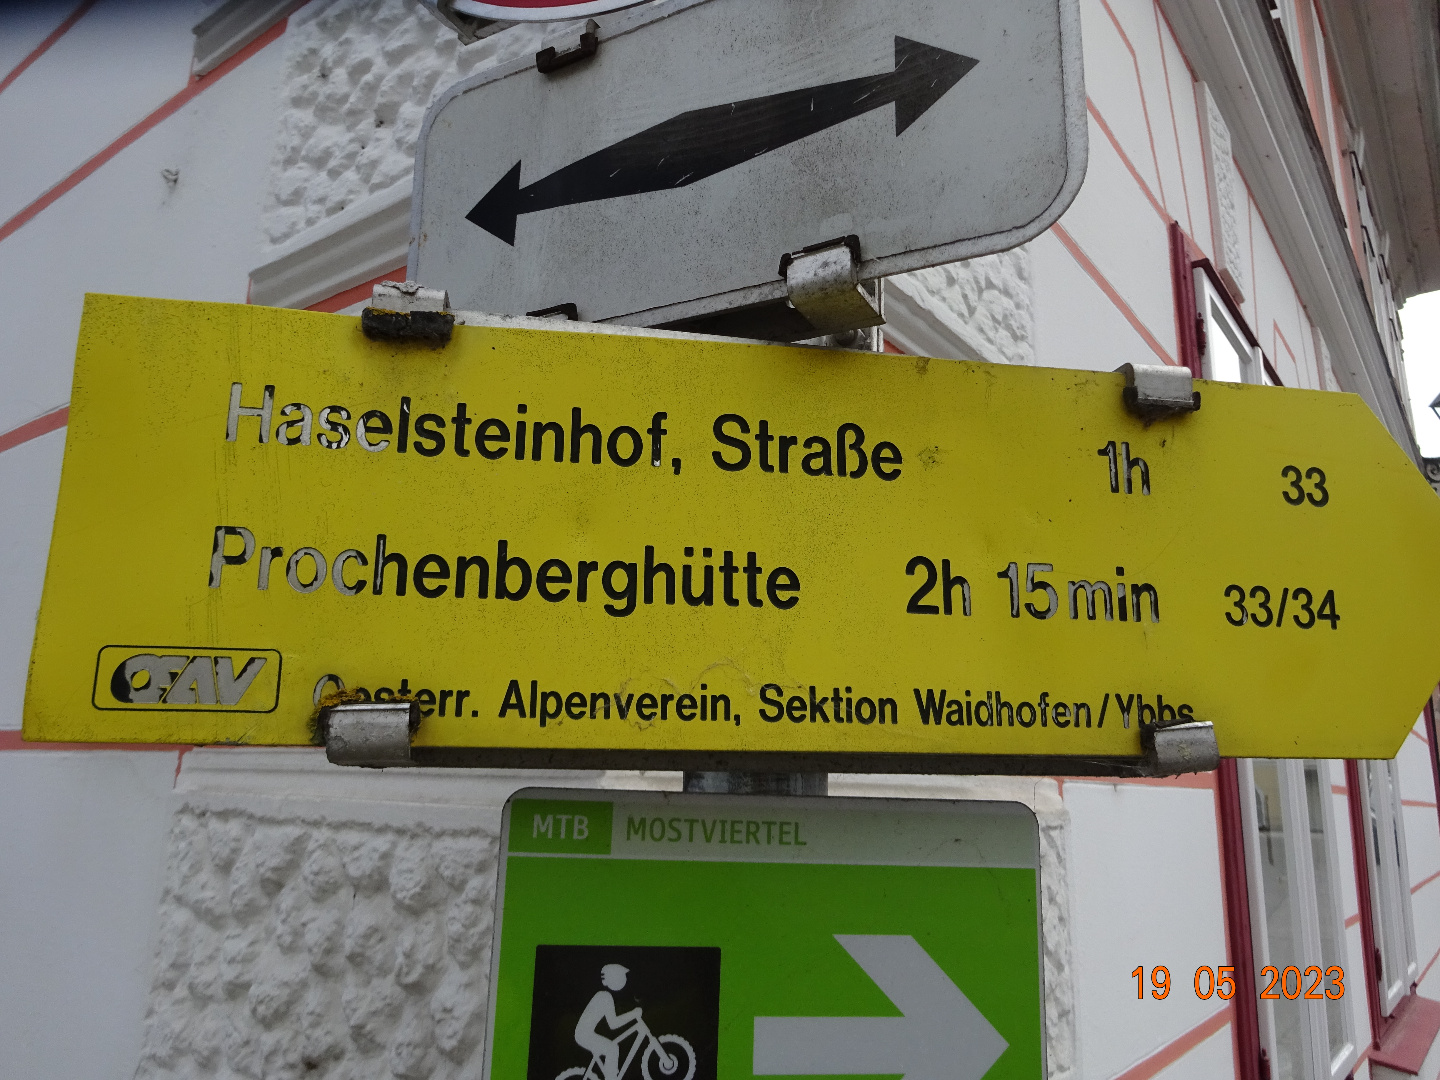 Haselsteinhof, Straße 1h 33
Prochenberghütte 2h 15min 33/34
OEAV Oesterr. Alpenverein, Sektion Waidhofen/Ybbs
MTB MOSTVIERTEL
19 05 2023